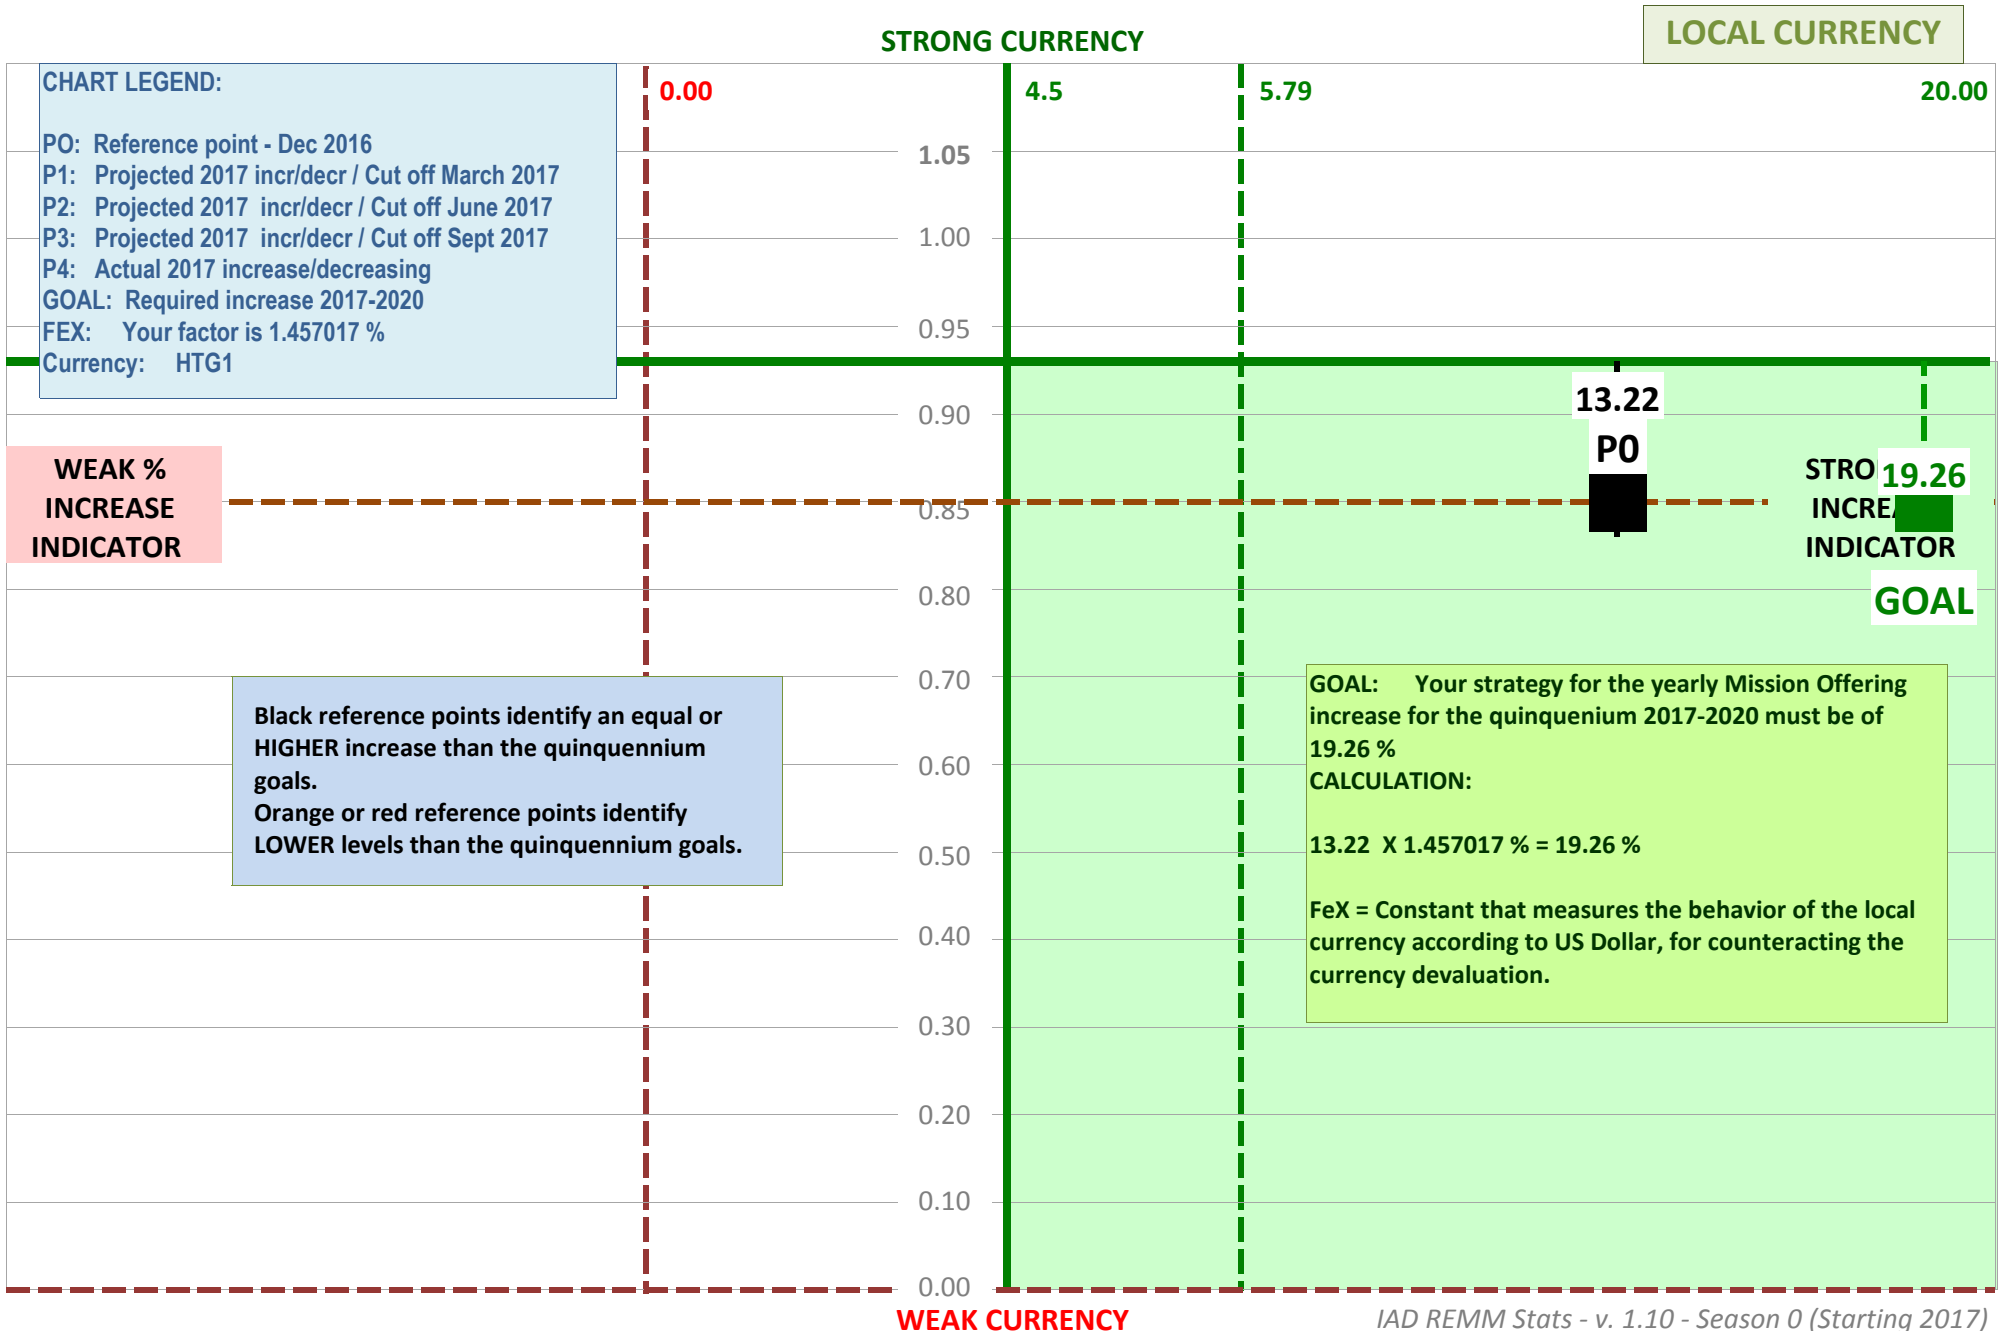 STRONG CURRENCY
LOCAL CURRENCY
CHART LEGEND:
PO: Reference point - Dec 2016
P1: Projected 2017 incr/decr / Cut off March 2017
P2: Projected 2017 incr/decr / Cut off June 2017
P3: Projected 2017 incr/decr / Cut off Sept 2017
P4: Actual 2017 increase/decreasing
GOAL: Required increase 2017-2020
FEX: Your factor is 1.457017 %
Currency: HTG1
0.00
4.5
5.79
20.00
1.05
1.00
0.95
0.90
0.85
0.80
0.70
0.60
0.50
0.40
0.30
0.20
0.10
0.00
13.22
P0
WEAK %
INCREASE
INDICATOR
19.26
INDICATOR
GOAL
Black reference points identify an equal or
HIGHER increase than the quinquennium
goals.
Orange or red reference points identify
LOWER levels than the quinquennium goals.
GOAL: Your strategy for the yearly Mission Offering
increase for the quinquenium 2017-2020 must be of
19.26 %
CALCULATION:
13.22 X 1.457017 % = 19.26 %
FeX = Constant that measures the behavior of the local
currency according to US Dollar, for counteracting the
currency devaluation.
WEAK CURRENCY
IAD REMM Stats - v. 1.10 - Season 0 (Starting 2017)